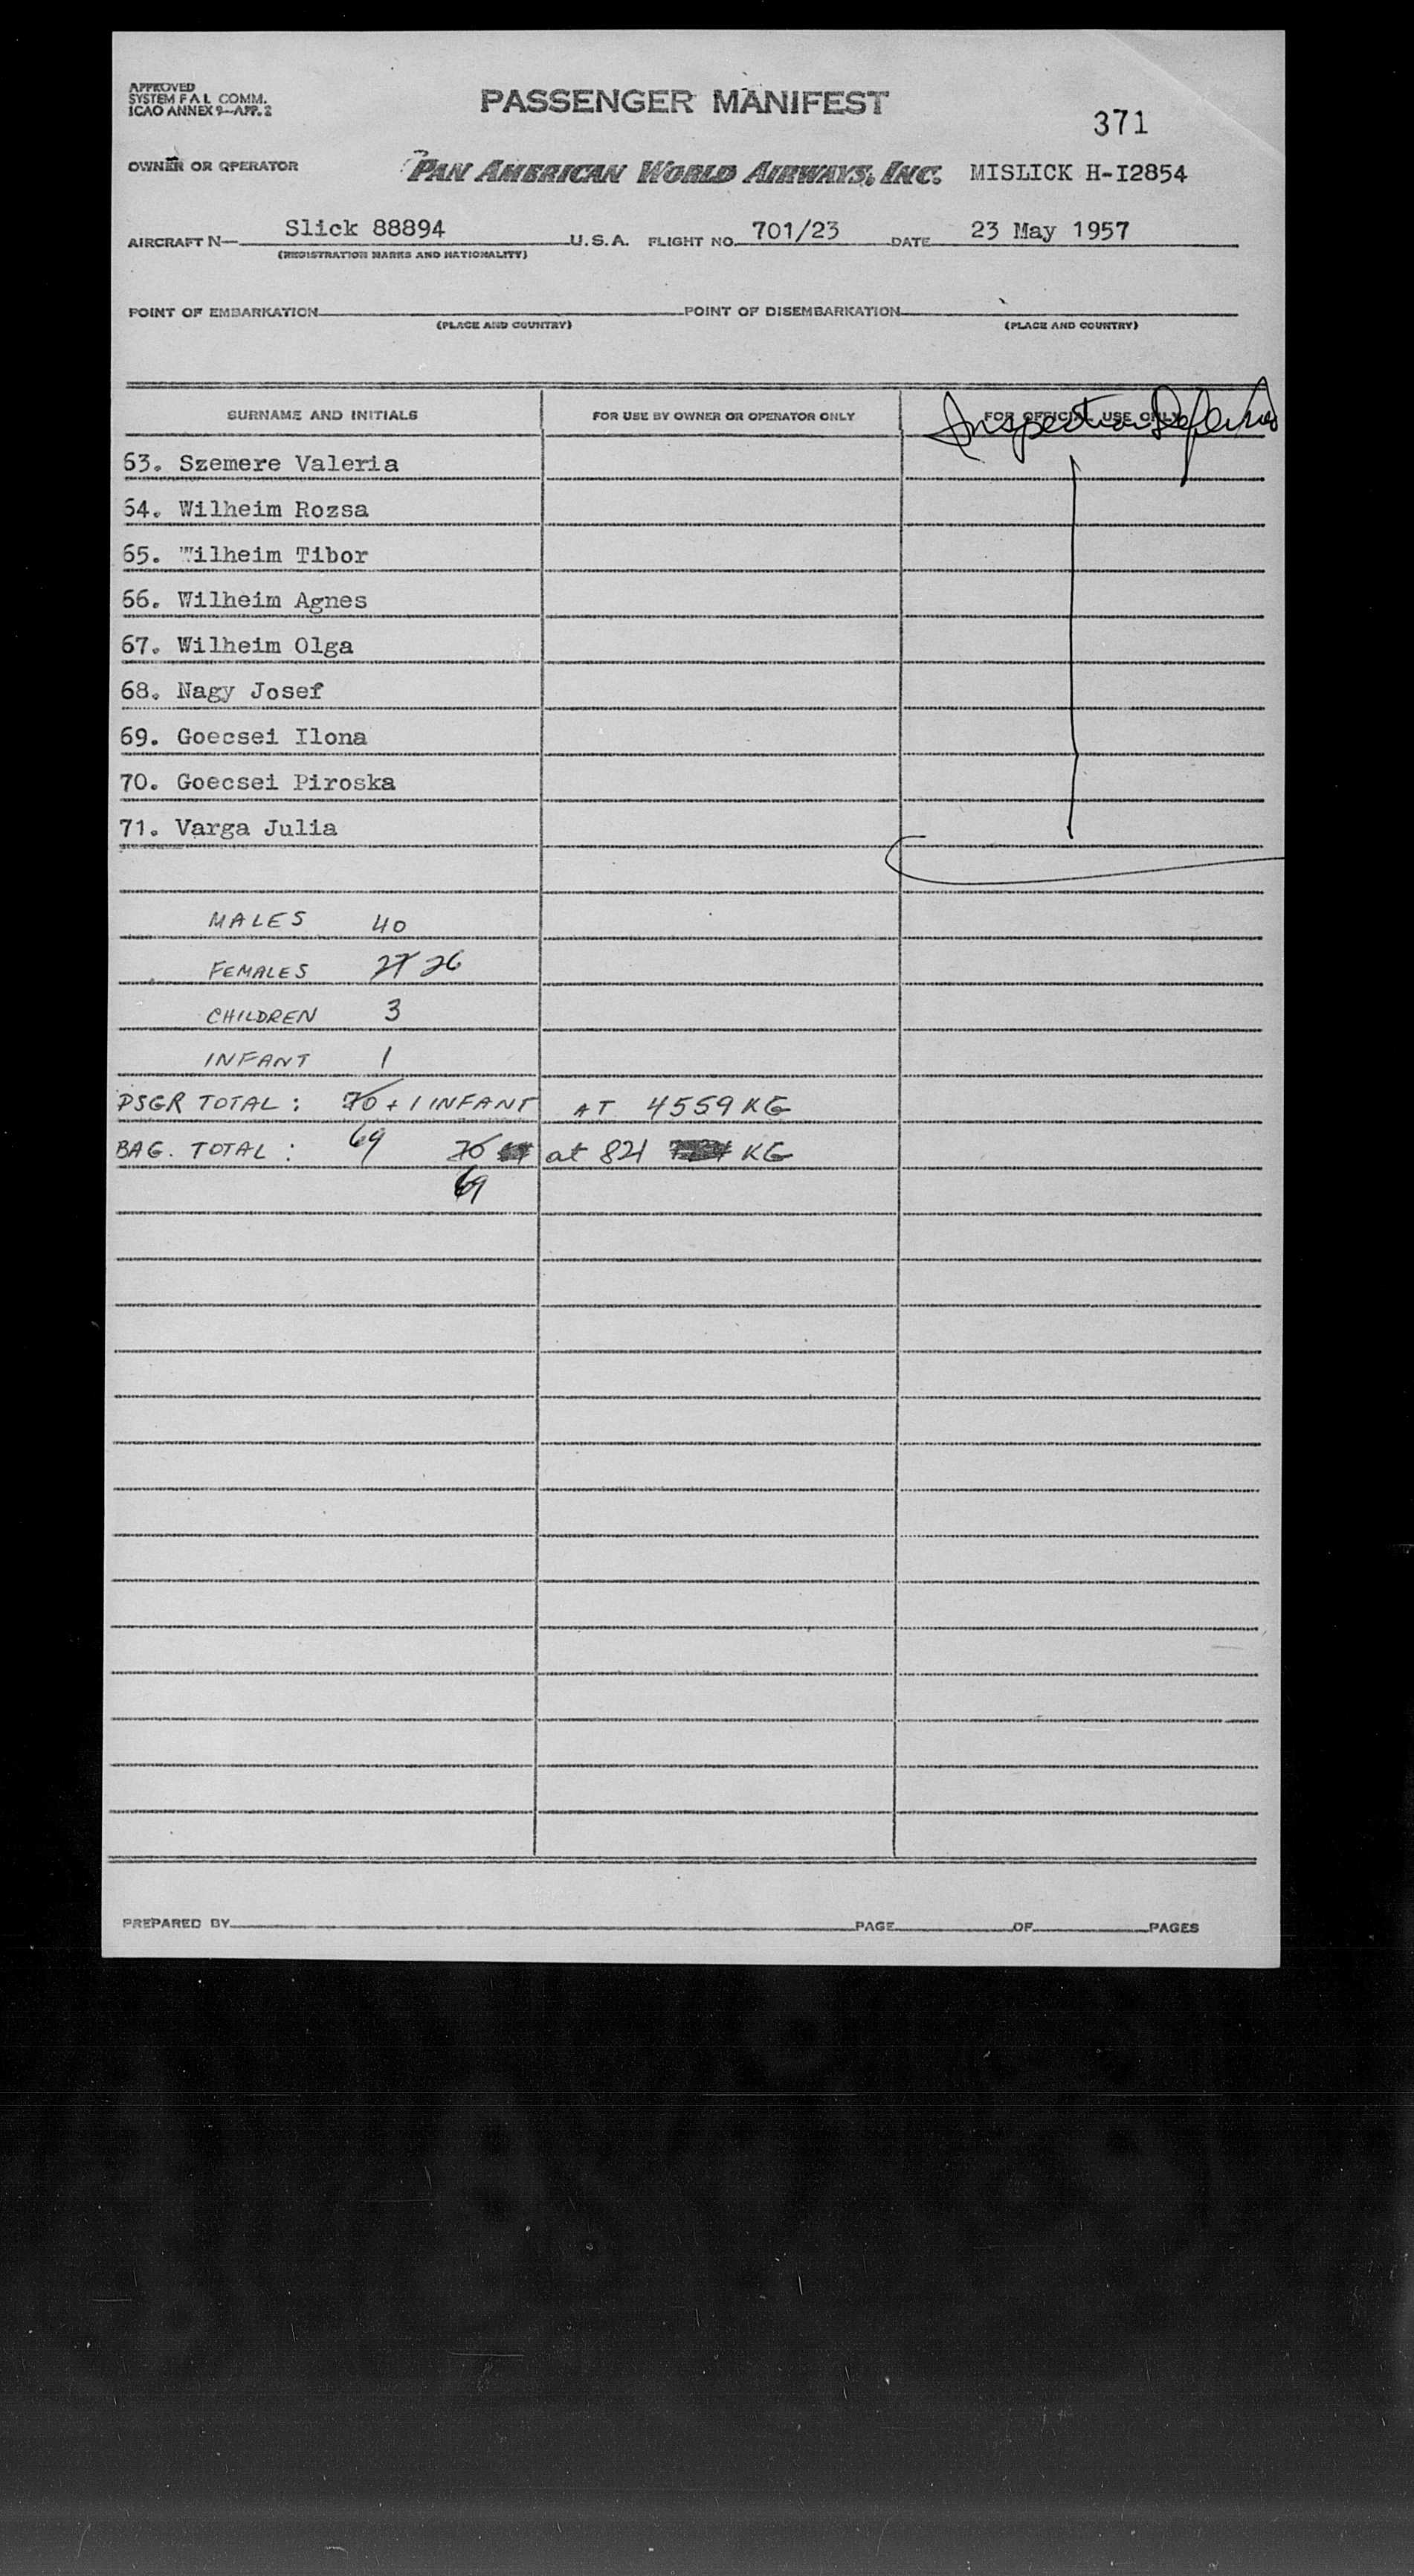 APPROVED
SYSTEM F A L COMM.
ICAO ANNEX 9—APP. 2
PASSENGER MANIFEST
371
OWNER OR OPERATOR PAN AMERICAN WORLD AIRWAYS, INC. MISLICK H-I2854
AIRCRAFT N— Slick 88894 U.S.A. FLIGHT NO. 701/23 DATE 23 May 1957
(REGISTRATION MARKS AND NATIONALITY)
POINT OF EMBARKATION POINT OF DISEMBARKATION
(PLACE AND COUNTRY) (PLACE AND COUNTRY)
SURNAME AND INITIALS FOR USE BY OWNER OR OPERATOR ONLY FOR OFFICIAL USE ONLY
Inspection Deferred
63. Szemere Valeria
64. Wilheim Rozsa
65. Wilheim Tibor
66. Wilheim Agnes
67. Wilheim Olga
68. Nagy Josef
69. Goecsei Ilona
70. Goecsei Piroska
71. Varga Julia
MALES 40
FEMALES 27 26
CHILDREN 3
INFANT 1
PSGR TOTAL: 70 + 1 INFANT AT 4559 KG
BAG. TOTAL: 69 70 at 821 KG
69
PREPARED BY PAGE OF PAGES